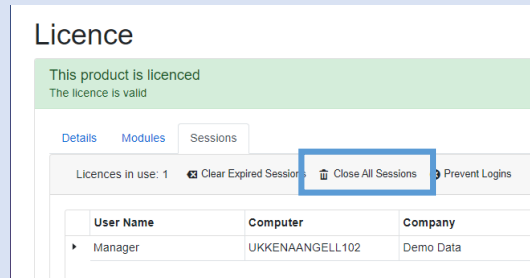 Licence
This product is licenced
The licence is valid
Details Modules Sessions
Licences in use: 1 Clear Expired Sessions Close All Sessions Prevent Logins
User Name Computer Company
Manager UKKENAANGELL102 Demo Data